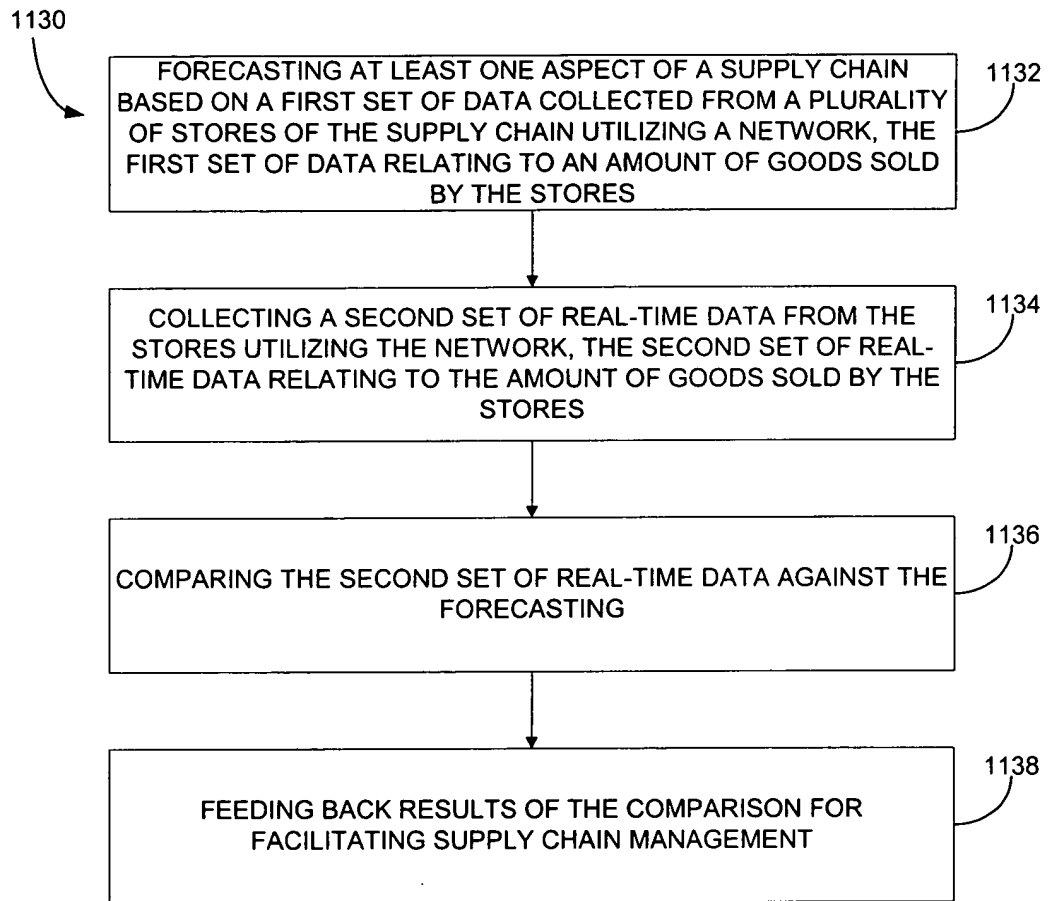 1130
FORECASTING AT LEAST ONE ASPECT OF A SUPPLY CHAIN
BASED ON A FIRST SET OF DATA COLLECTED FROM A PLURALITY
OF STORES OF THE SUPPLY CHAIN UTILIZING A NETWORK, THE
FIRST SET OF DATA RELATING TO AN AMOUNT OF GOODS SOLD
BY THE STORES
1132
COLLECTING A SECOND SET OF REAL-TIME DATA FROM THE
STORES UTILIZING THE NETWORK, THE SECOND SET OF REAL-
TIME DATA RELATING TO THE AMOUNT OF GOODS SOLD BY THE
STORES
1134
COMPARING THE SECOND SET OF REAL-TIME DATA AGAINST THE
FORECASTING
1136
FEEDING BACK RESULTS OF THE COMPARISON FOR
FACILITATING SUPPLY CHAIN MANAGEMENT
1138